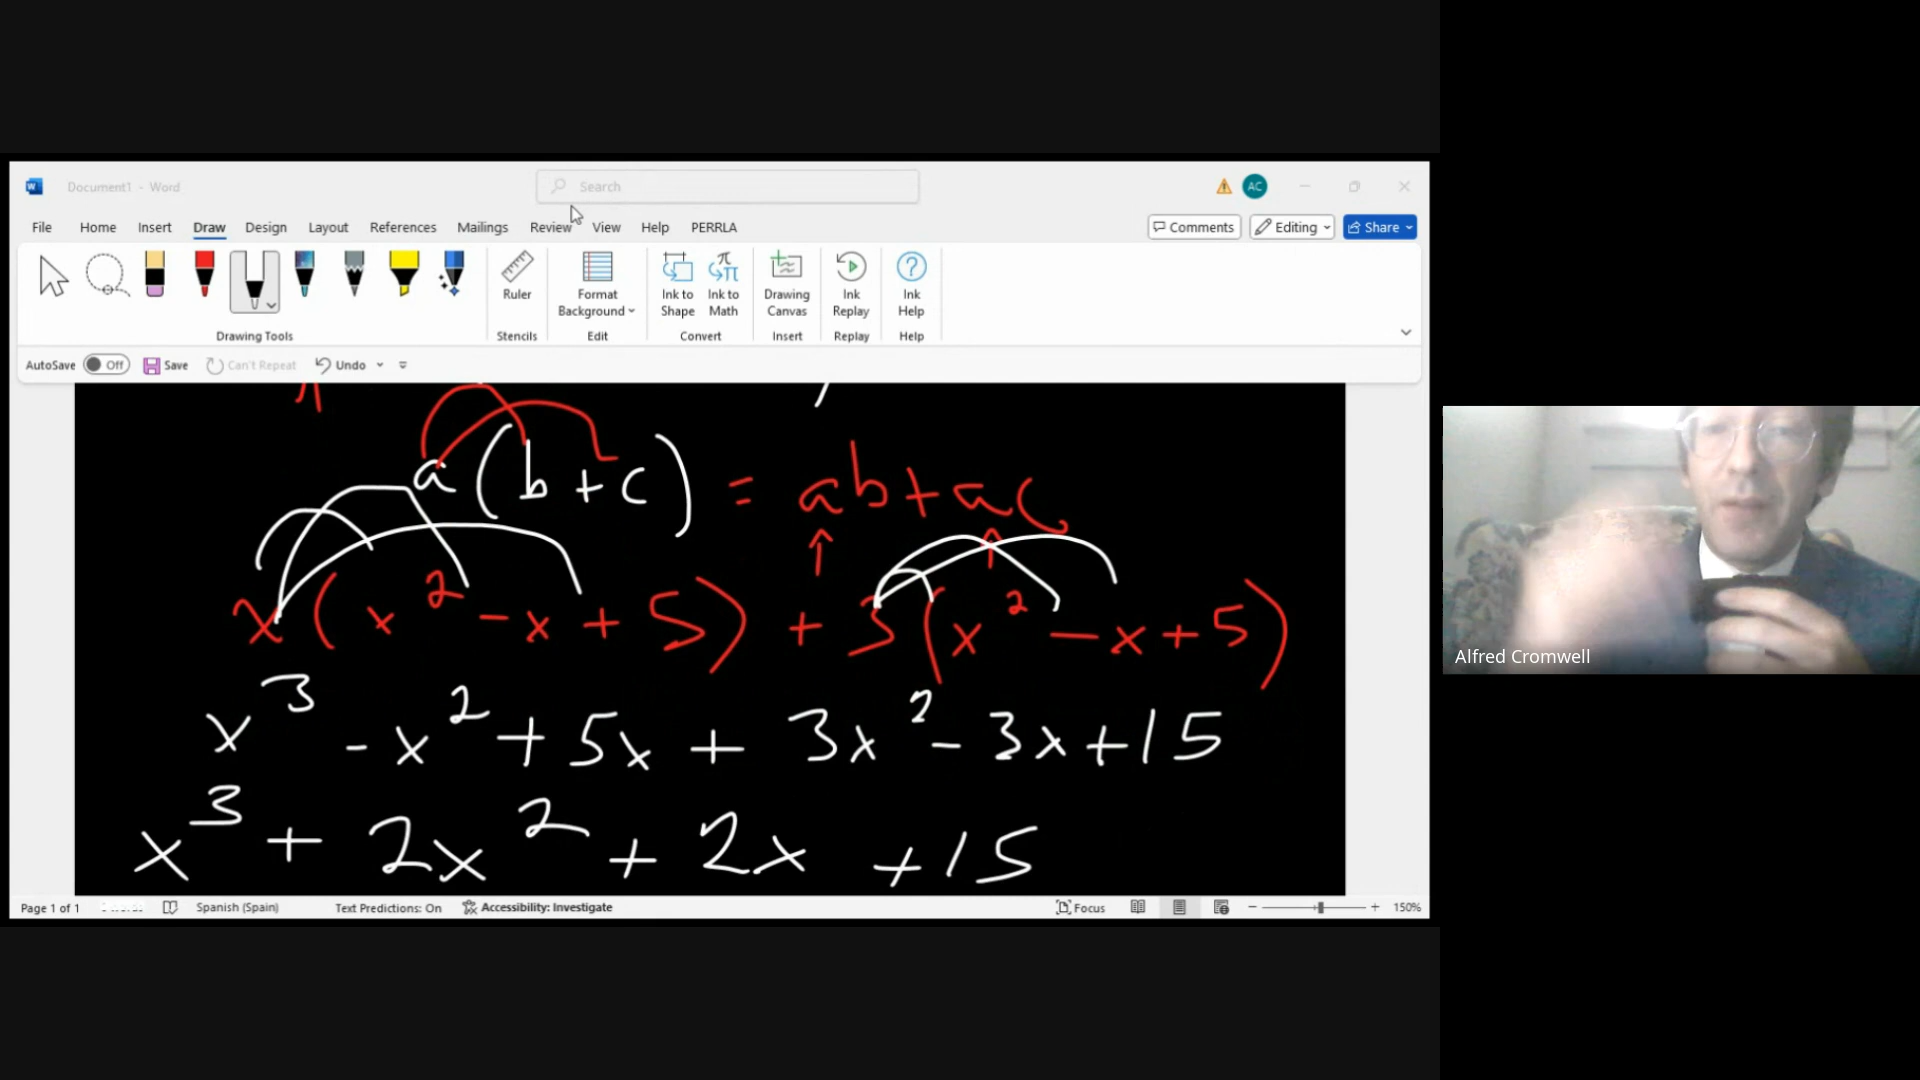 Document1 - Word
Search
AC
File Home Insert Draw Design Layout References Mailings Review View Help PERRLA
Comments Editing Share
Ruler
Format Background
Ink to Shape
Ink to Math
Drawing Canvas
Ink Replay
Ink Help
Drawing Tools Stencils Edit Convert Insert Replay Help
AutoSave Off Save Can't Repeat Undo
a(b+c) = ab+ac
x(x² -x+5) + 3(x² -x+5)
x³ -x² +5x + 3x² -3x+15
x³ + 2x² + 2x +15
Alfred Cromwell
Page 1 of 1 Spanish (Spain) Text Predictions: On Accessibility: Investigate Focus 150%